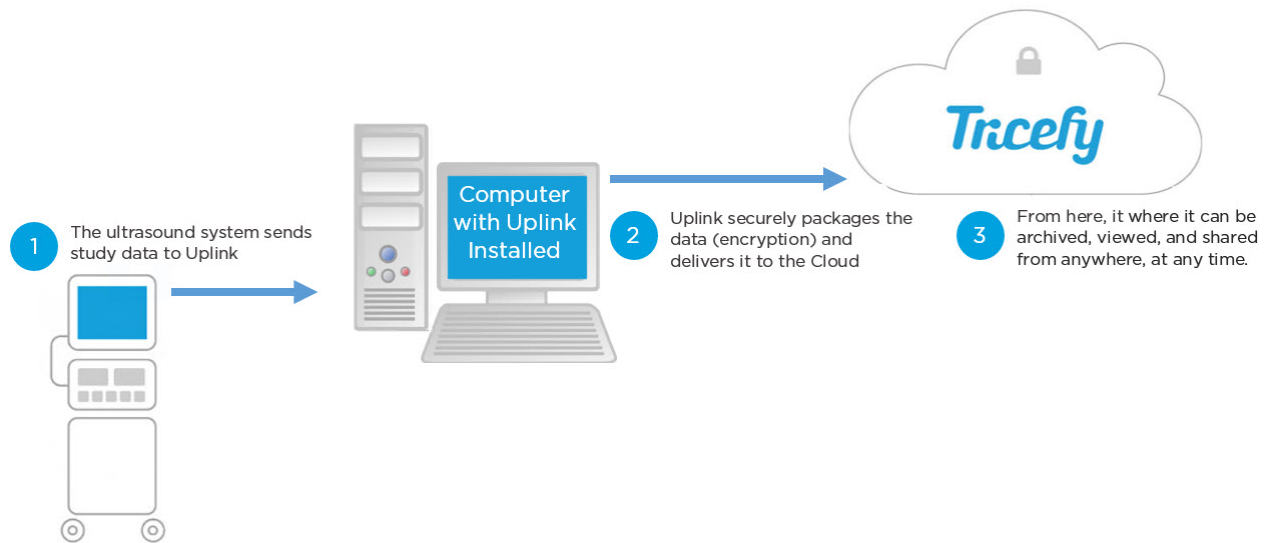 Tricefy
Computer
with Uplink
Installed
1
The ultrasound system sends
study data to Uplink
2
Uplink securely packages the
data (encryption) and
delivers it to the Cloud
3
From here, it where it can be
archived, viewed, and shared
from anywhere, at any time.